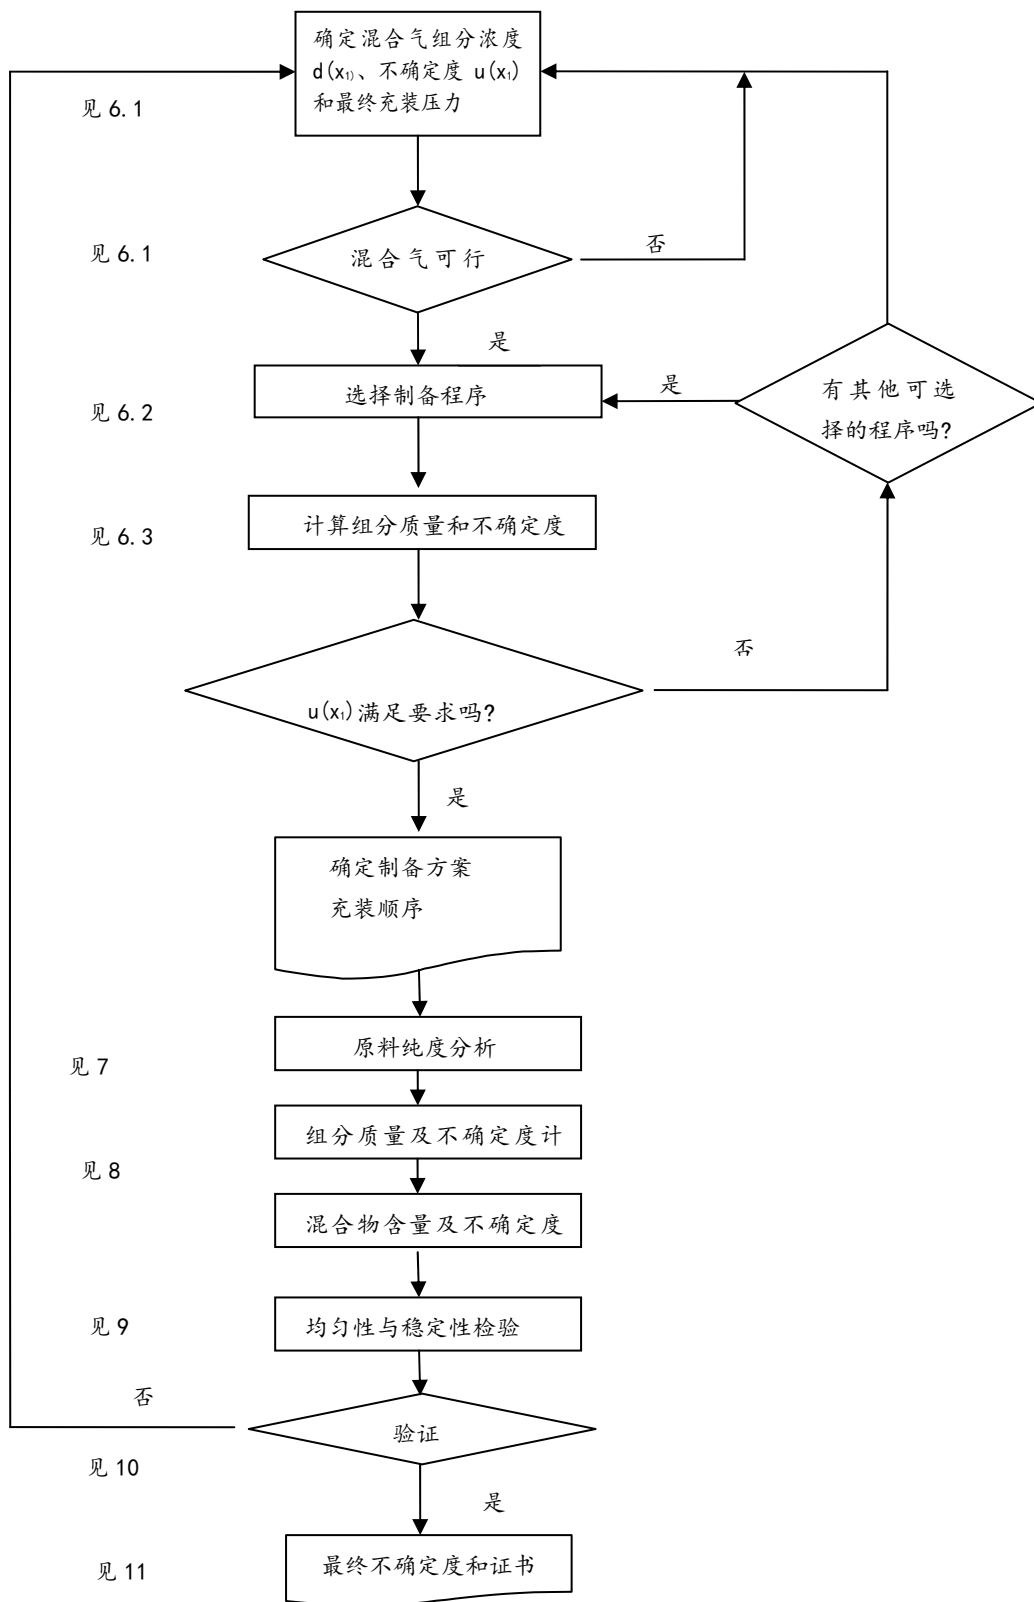 确定混合气组分浓度
d(x₁)、不确定度 u(x₁)
和最终充装压力
见 6.1
见 6.1
混合气可行
否
是
选择制备程序
是
有其他可选
择的程序吗?
见 6.2
计算组分质量和不确定度
见 6.3
否
u(x₁)满足要求吗?
是
确定制备方案
充装顺序
原料纯度分析
见 7
组分质量及不确定度计
见 8
混合物含量及不确定度
均匀性与稳定性检验
见 9
否
验证
见 10
是
最终不确定度和证书
见 11